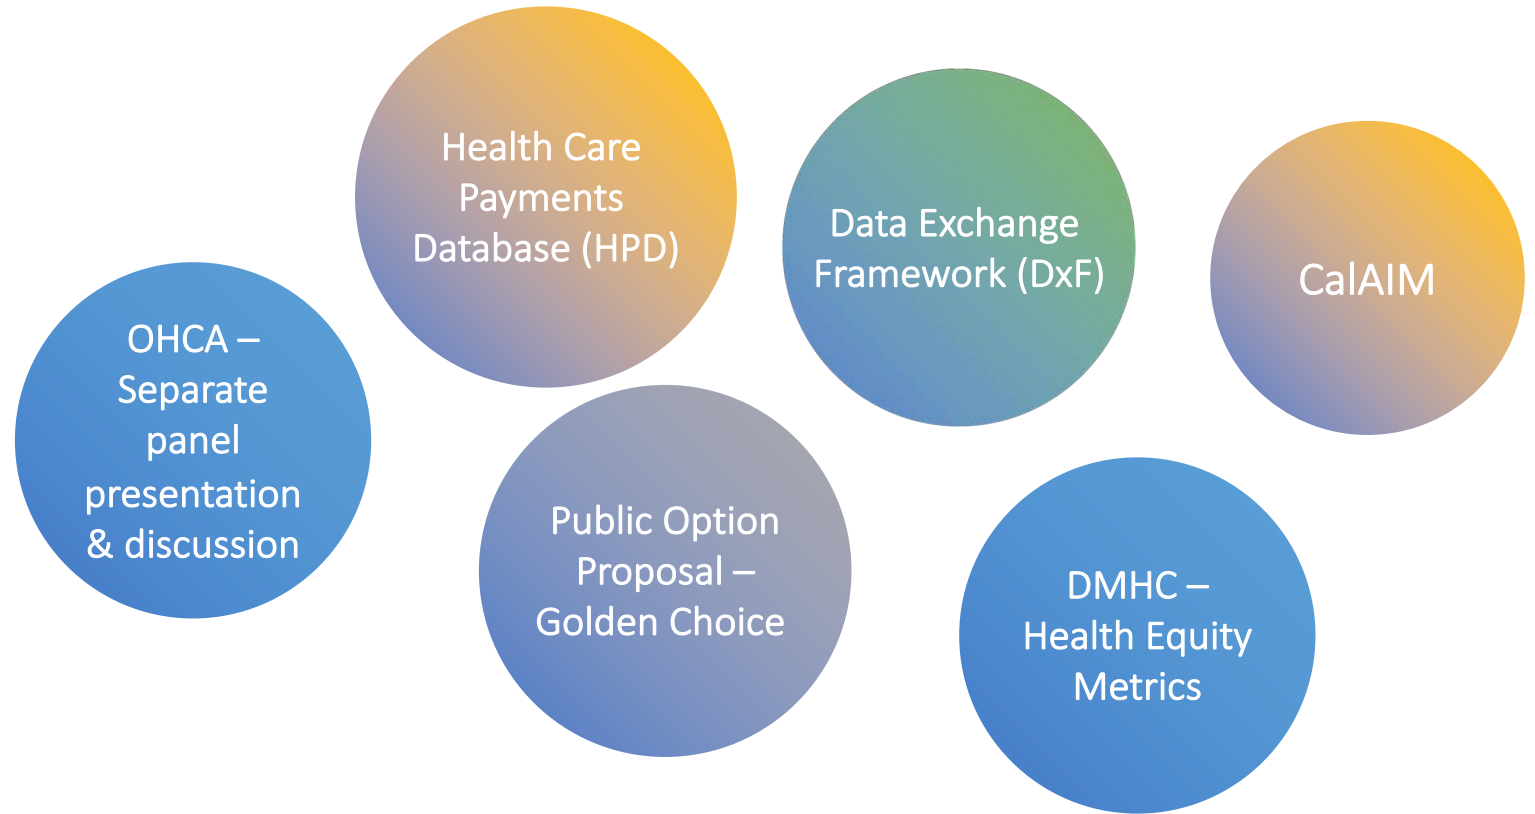 Health Care
Payments
Database (HPD)
Data Exchange
Framework (DxF)
CalAIM
OHCA –
Separate
panel
presentation
& discussion
Public Option
Proposal –
Golden Choice
DMHC –
Health Equity
Metrics